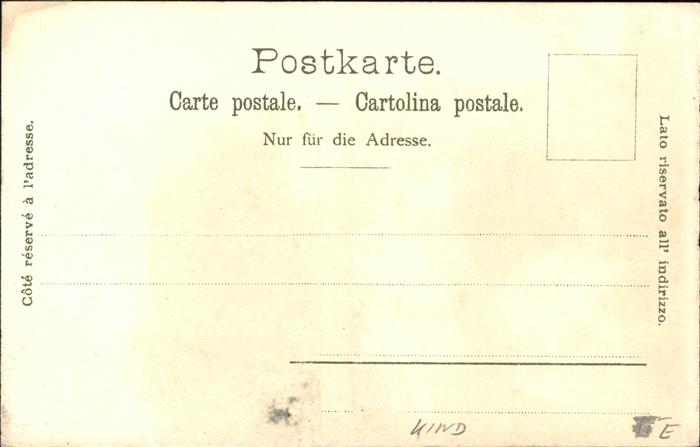 Postkarte.
Carte postale. — Cartolina postale.
Nur für die Adresse.
Côté réservé à l'adresse.
Lato riservato all' indirizzo.
KIND
E